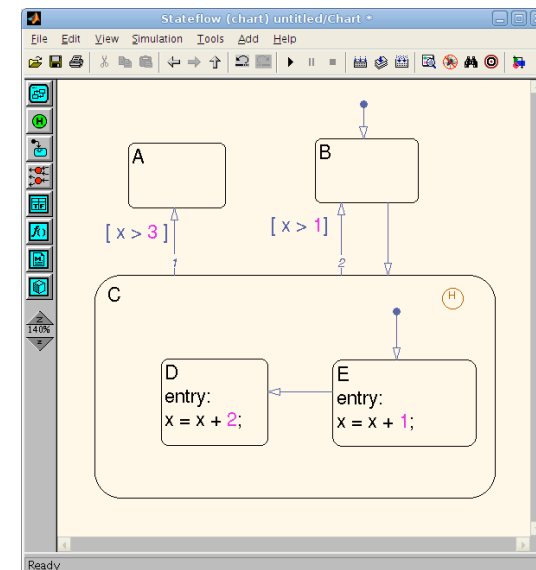 Stateflow (chart) untitled/Chart *
File Edit View Simulation Tools Add Help
A
B
[ x > 3 ]
[ x > 1]
1
2
C
H
D
entry:
x = x + 2;
E
entry:
x = x + 1;
H
TTF
f()
Z
140%
Ready